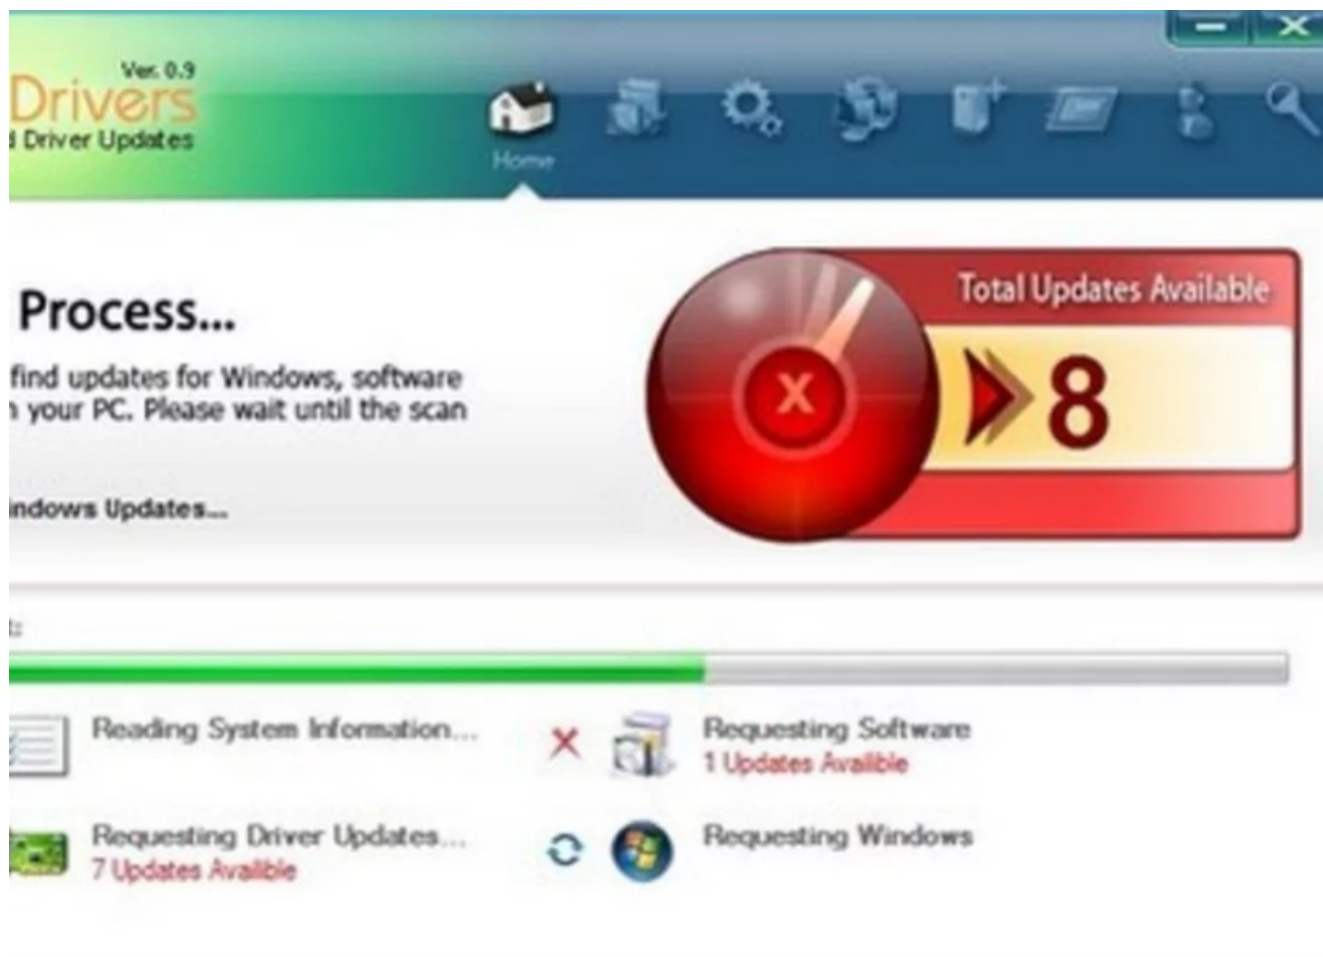 Ver. 0.9
Drivers
Driver Updates
Home
Process...
find updates for Windows, software
your PC. Please wait until the scan
ndows Updates...
Total Updates Available
X
8
Reading System Information...
Requesting Software
1 Updates Availible
Requesting Driver Updates...
7 Updates Availible
Requesting Windows